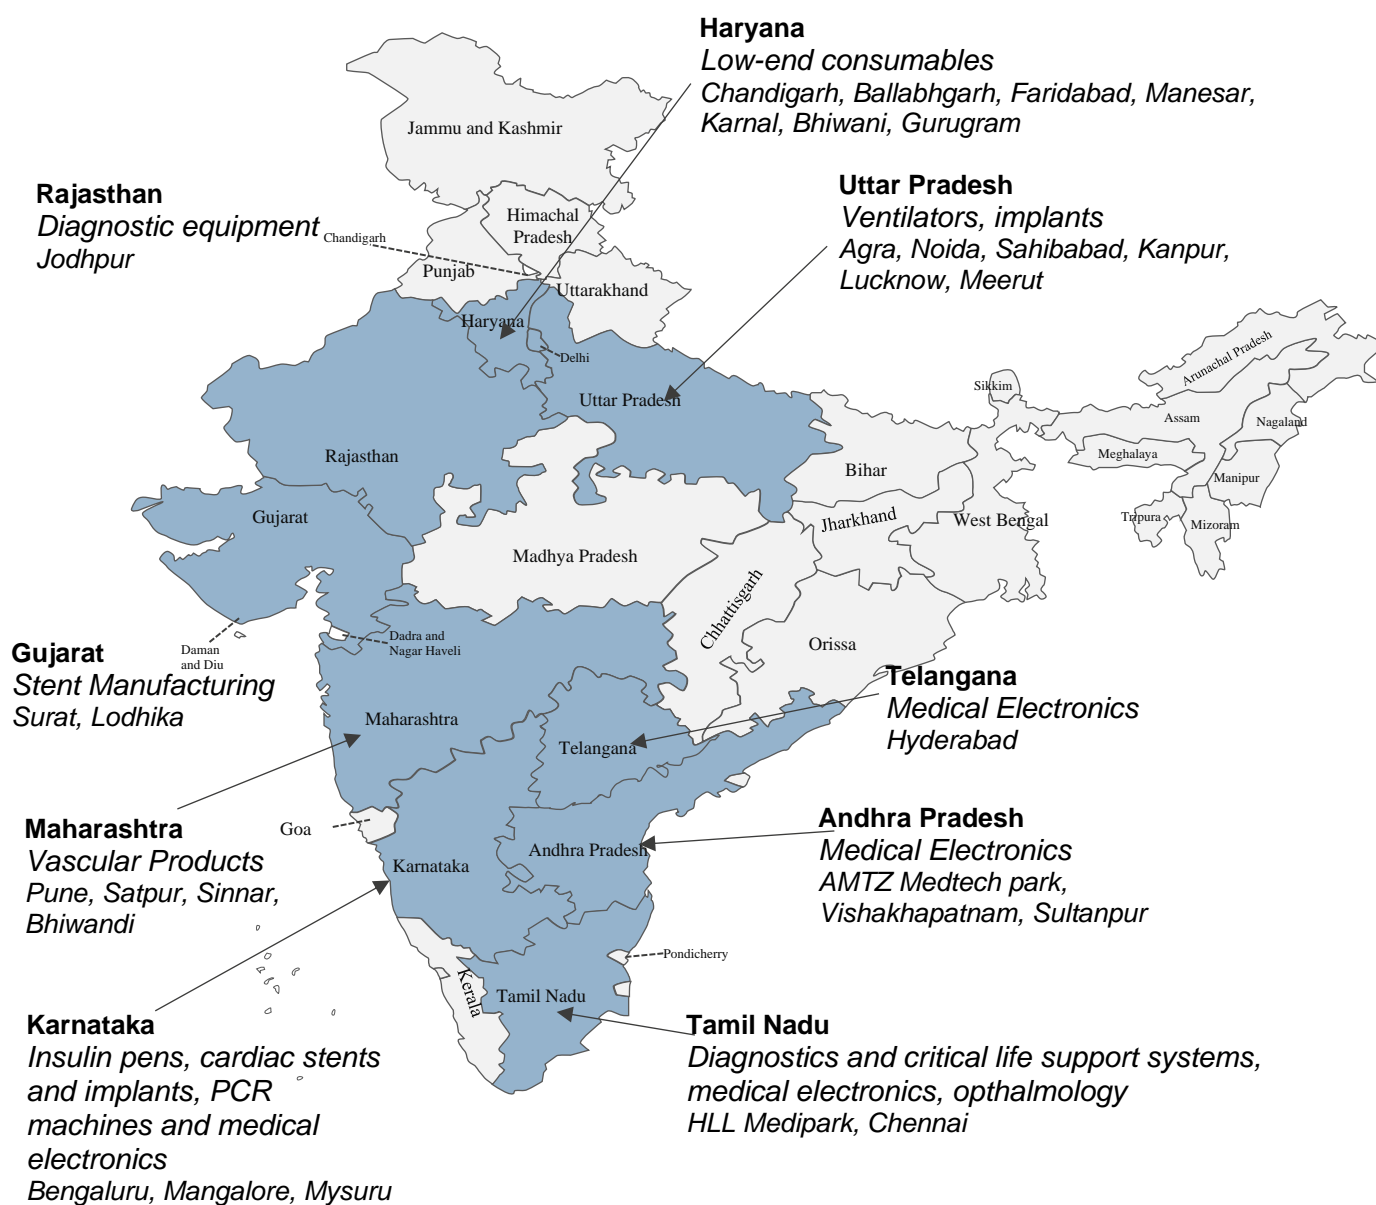 Haryana
Low-end consumables
Chandigarh, Ballabhgarh, Faridabad, Manesar,
Karnal, Bhiwani, Gurugram
Jammu and Kashmir
Uttar Pradesh
Ventilators, implants
Agra, Noida, Sahibabad, Kanpur,
Lucknow, Meerut
Rajasthan
Diagnostic equipment
Jodhpur
Chandigarh
Himachal
Pradesh
Punjab
Uttarakhand
Haryana
Delhi
Uttar Pradesh
Rajasthan
Sikkim
Arunachal Pradesh
Assam
Nagaland
Meghalaya
Manipur
Tripura
Mizoram
Bihar
Jharkhand
West Bengal
Gujarat
Madhya Pradesh
Chhattisgarh
Orissa
Daman
and Diu
Dadra and
Nagar Haveli
Gujarat
Stent Manufacturing
Surat, Lodhika
Telangana
Medical Electronics
Hyderabad
Maharashtra
Telangana
Maharashtra
Vascular Products
Pune, Satpur, Sinnar,
Bhiwandi
Goa
Karnataka
Andhra Pradesh
Andhra Pradesh
Medical Electronics
AMTZ Medtech park,
Vishakhapatnam, Sultanpur
Pondicherry
Kerala
Tamil Nadu
Karnataka
Insulin pens, cardiac stents
and implants, PCR
machines and medical
electronics
Bengaluru, Mangalore, Mysuru
Tamil Nadu
Diagnostics and critical life support systems,
medical electronics, opthalmology
HLL Medipark, Chennai